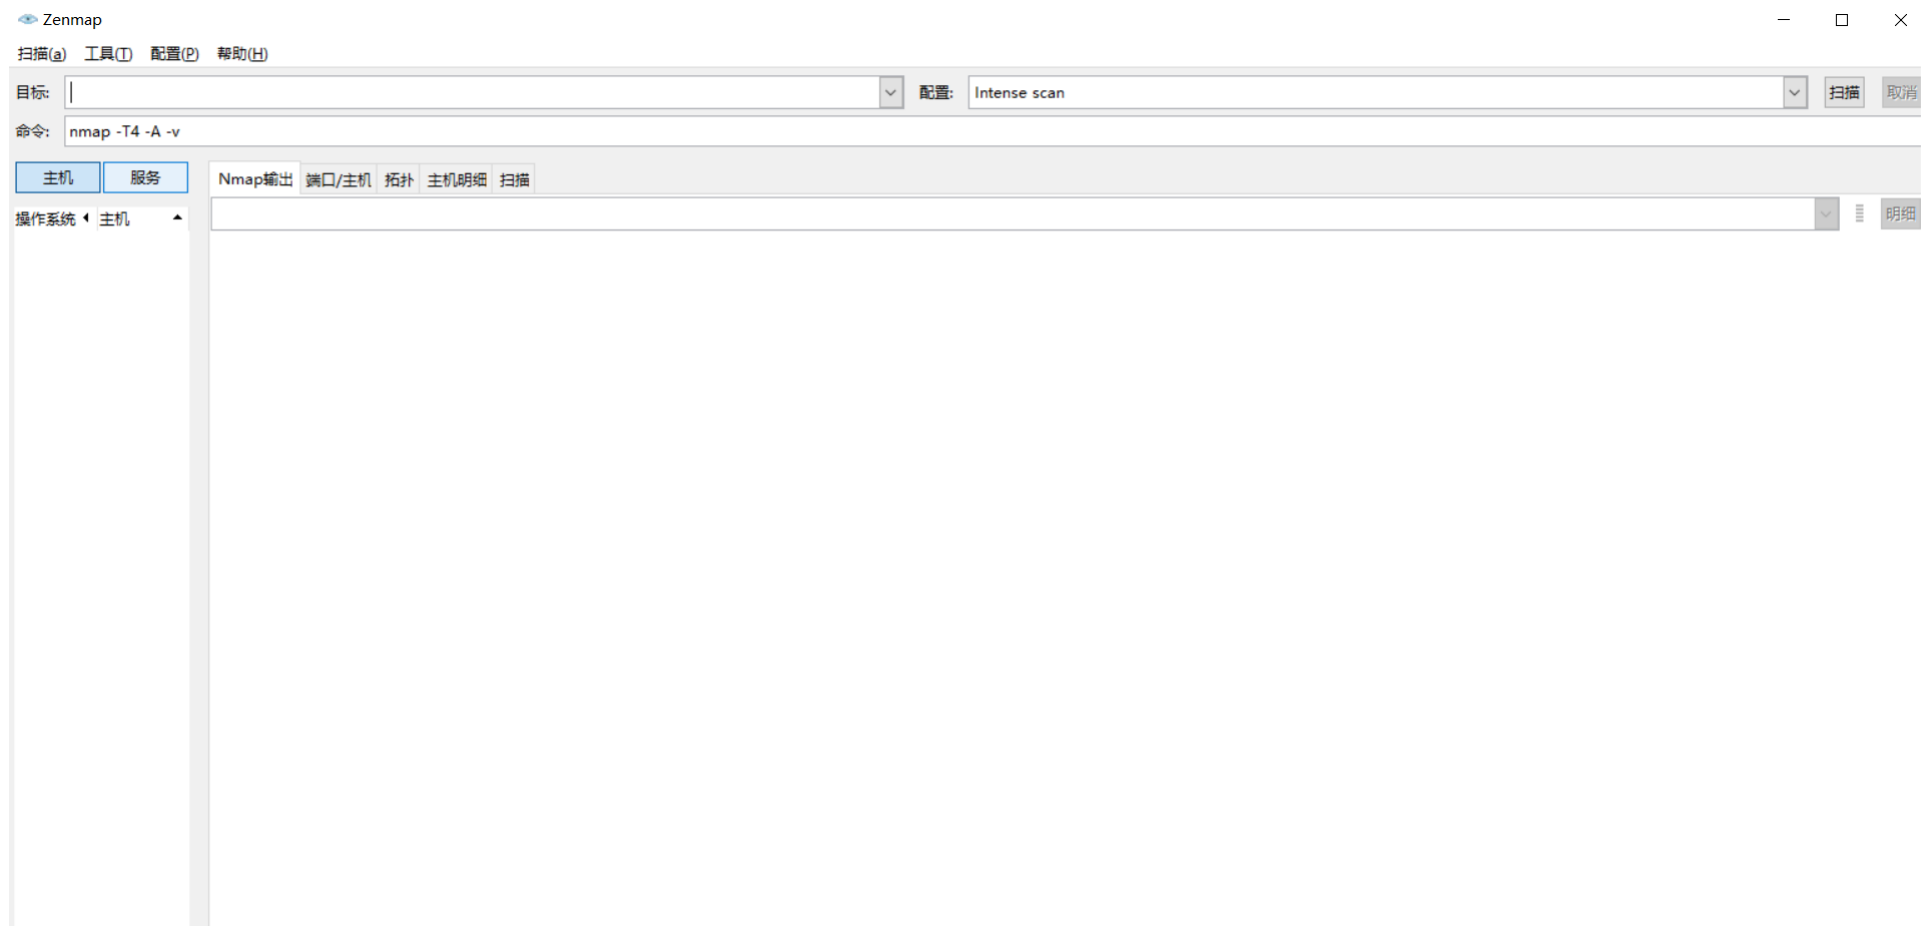 Zenmap
扫描(a) 工具(T) 配置(P) 帮助(H)
目标: 配置: Intense scan 扫描 取消
命令: nmap -T4 -A -v
主机 服务 Nmap输出 端口/主机 拓扑 主机明细 扫描
操作系统 主机 明细